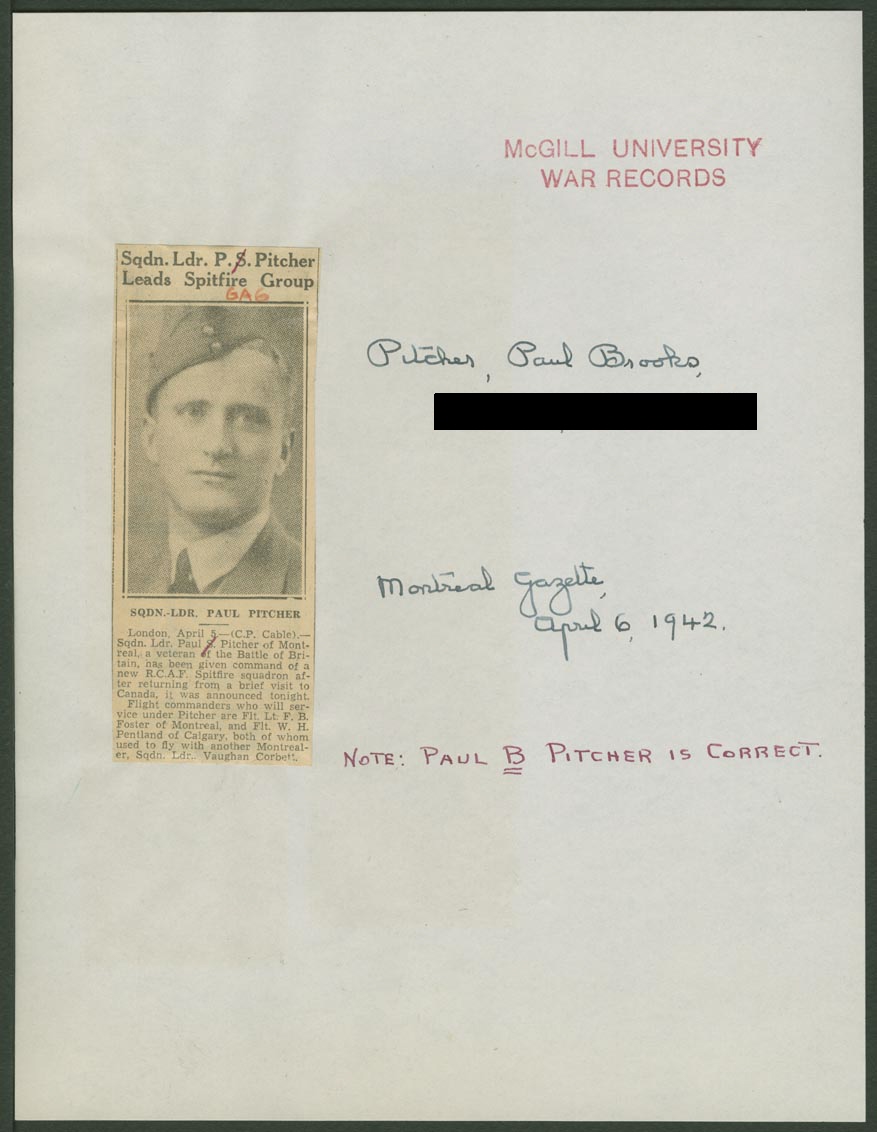 McGILL UNIVERSITY
WAR RECORDS
Sqdn. Ldr. P. S. Pitcher
Leads Spitfire Group
GA6
SQDN.-LDR. PAUL PITCHER
London, April 5—(C.P. Cable).—
Sqdn. Ldr. Paul S. Pitcher of Mont-
real, a veteran of the Battle of Bri-
tain, has been given command of a
new R.C.A.F. Spitfire squadron af-
ter returning from a brief visit to
Canada, it was announced tonight.
Flight commanders who will ser-
vice under Pitcher are Flt. Lt. F. B.
Foster of Montreal, and Flt. W. H.
Pentland of Calgary, both of whom
used to fly with another Montreal-
er, Sqdn. Ldr. Vaughan Corbett.
Pitcher, Paul Brooks,
Montreal Gazette,
April 6, 1942.
NOTE: PAUL B PITCHER IS CORRECT.